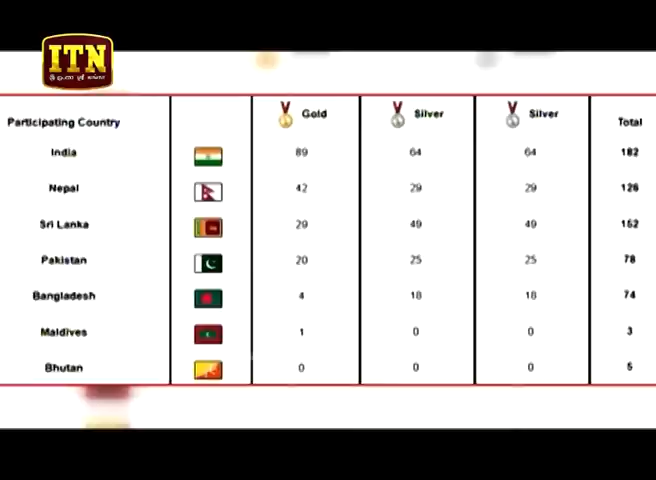 ITN
Participating Country Gold Silver Silver Total
India 89 64 64 182
Nepal 42 29 29 126
Sri Lanka 29 49 49 152
Pakistan 20 25 25 78
Bangladesh 4 18 18 74
Maldives 1 0 0 3
Bhutan 0 0 0 5